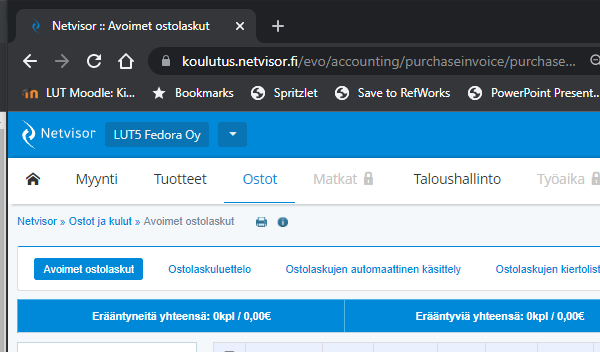 Netvisor :: Avoimet ostolaskut
koulutus.netvisor.fi/evo/accounting/purchaseinvoice/purchase...
LUT Moodle: Ki... Bookmarks Spritzlet Save to RefWorks PowerPoint Present...
Netvisor LUT5 Fedora Oy
Myynti Tuotteet Ostot Matkat Taloushallinto Työaika
Netvisor » Ostot ja kulut » Avoimet ostolaskut
Avoimet ostolaskut Ostolaskuluettelo Ostolaskujen automaattinen käsittely Ostolaskujen kiertolist
Erääntyneitä yhteensä: 0kpl / 0,00€ Erääntyviä yhteensä: 0kpl / 0,00€